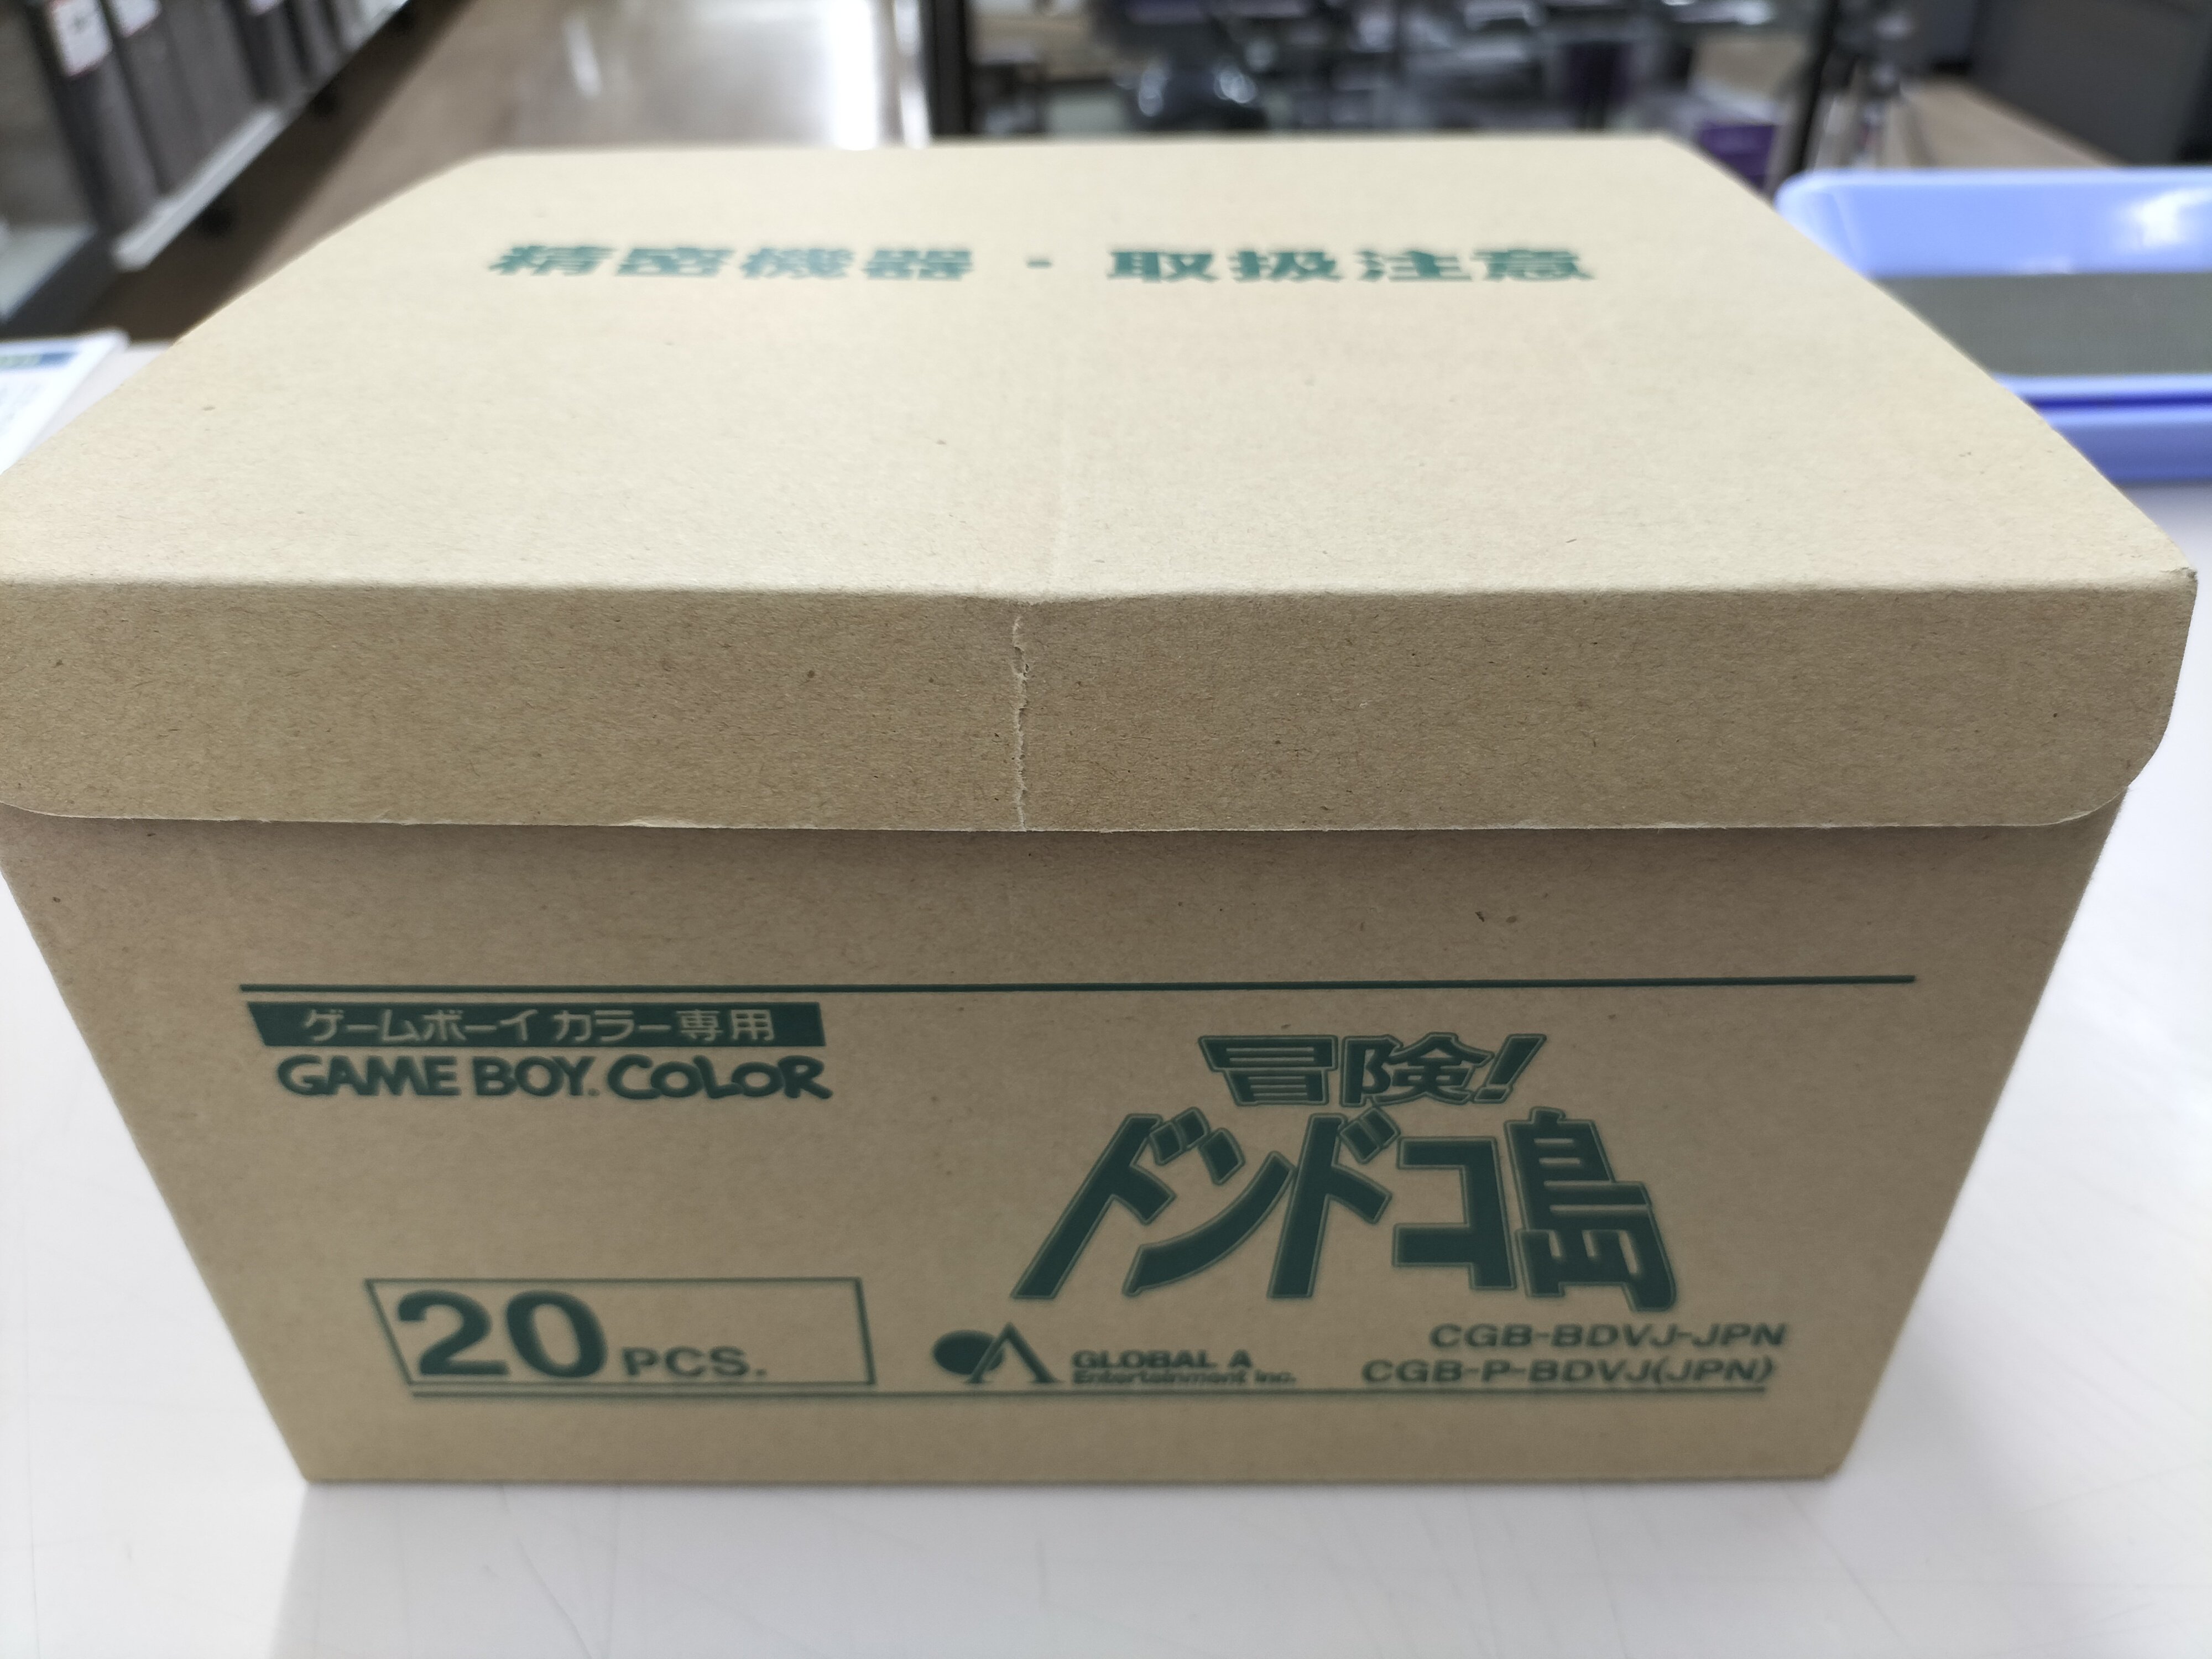 精密機器・取扱注意
ゲームボーイカラー専用
GAME BOY COLOR
冒険!
ドンドコ島
20 PCS.
GLOBAL A
Entertainment Inc.
CGB-BDVJ-JPN
CGB-P-BDVJ(JPN)